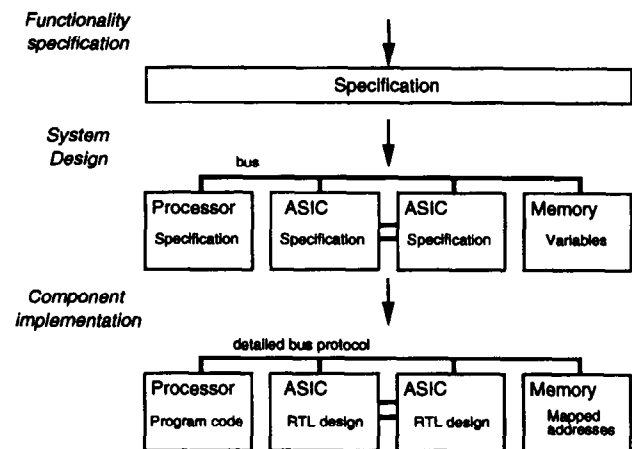 Functionality
specification
Specification
System
Design
bus
Processor
Specification
ASIC
Specification
ASIC
Specification
Memory
Variables
Component
implementation
detailed bus protocol
Processor
Program code
ASIC
RTL design
ASIC
RTL design
Memory
Mapped
addresses